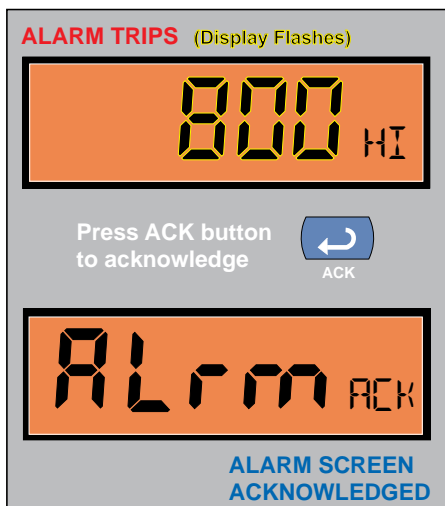 ALARM TRIPS (Display Flashes)
800 HI
Press ACK button
to acknowledge
ACK
ALrm ACK
ALARM SCREEN
ACKNOWLEDGED